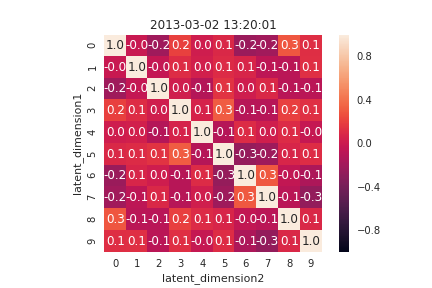 2013-03-02 13:20:01
latent_dimension1
0 1.0 -0.0 -0.2 0.2 0.0 0.1 -0.2 -0.2 0.3 0.1
1 -0.0 1.0 -0.0 0.1 0.0 0.1 0.1 -0.1 -0.1 0.1
2 -0.2 -0.0 1.0 0.0 -0.1 0.1 0.0 0.1 -0.1 -0.1
3 0.2 0.1 0.0 1.0 0.1 0.3 -0.1 -0.1 0.2 0.1
4 0.0 0.0 -0.1 0.1 1.0 -0.1 0.1 0.0 0.1 -0.0
5 0.1 0.1 0.1 0.3 -0.1 1.0 -0.3 -0.2 0.1 0.1
6 -0.2 0.1 0.0 -0.1 0.1 -0.3 1.0 0.3 -0.0 -0.1
7 -0.2 -0.1 0.1 -0.1 0.0 -0.2 0.3 1.0 -0.1 -0.3
8 0.3 -0.1 -0.1 0.2 0.1 0.1 -0.0 -0.1 1.0 0.1
9 0.1 0.1 -0.1 0.1 -0.0 0.1 -0.1 -0.3 0.1 1.0
0 1 2 3 4 5 6 7 8 9
latent_dimension2
0.8
0.4
0.0
-0.4
-0.8